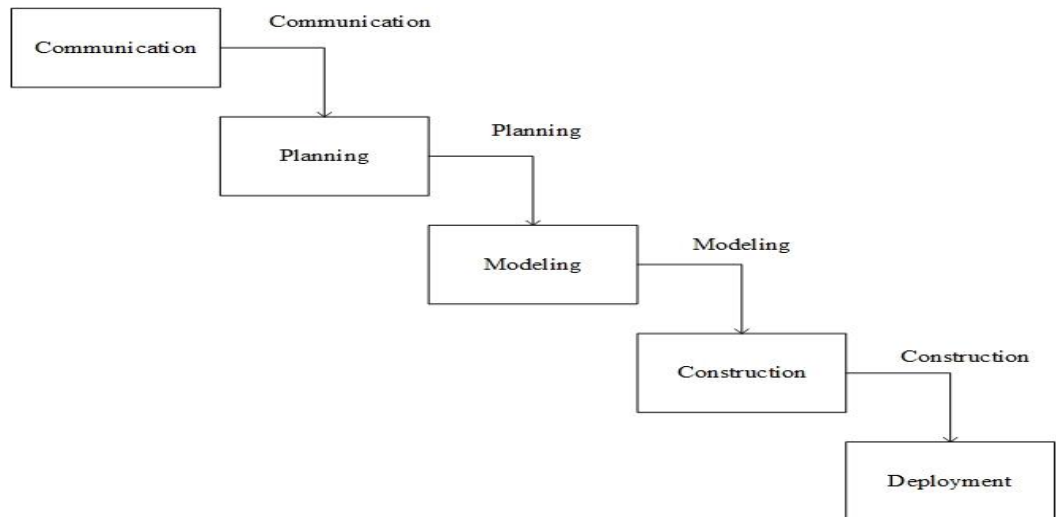 Communication
Communication
Planning
Planning
Modeling
Modeling
Construction
Construction
Deployment